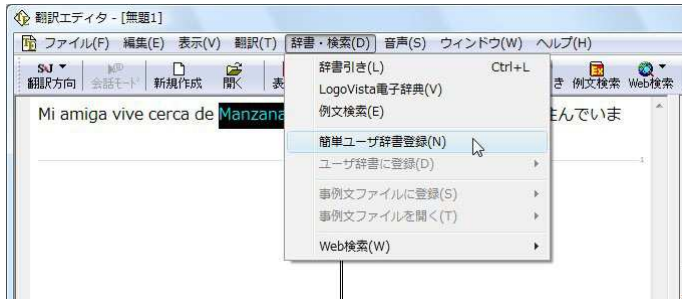 翻訳エディタ - [無題1]
ファイル(F) 編集(E) 表示(V) 翻訳(T) 辞書・検索(D) 音声(S) ウィンドウ(W) ヘルプ(H)
S▸J
翻訳方向 会話モード 新規作成 開く 表 き 例文検索 Web検索
辞書引き(L) Ctrl+L
LogoVista電子辞典(V)
例文検索(E)
簡単ユーザ辞書登録(N)
ユーザ辞書に登録(D)
事例文ファイルに登録(S)
事例文ファイルを開く(T)
Web検索(W)
Mi amiga vive cerca de Manzana
住んでいま
1